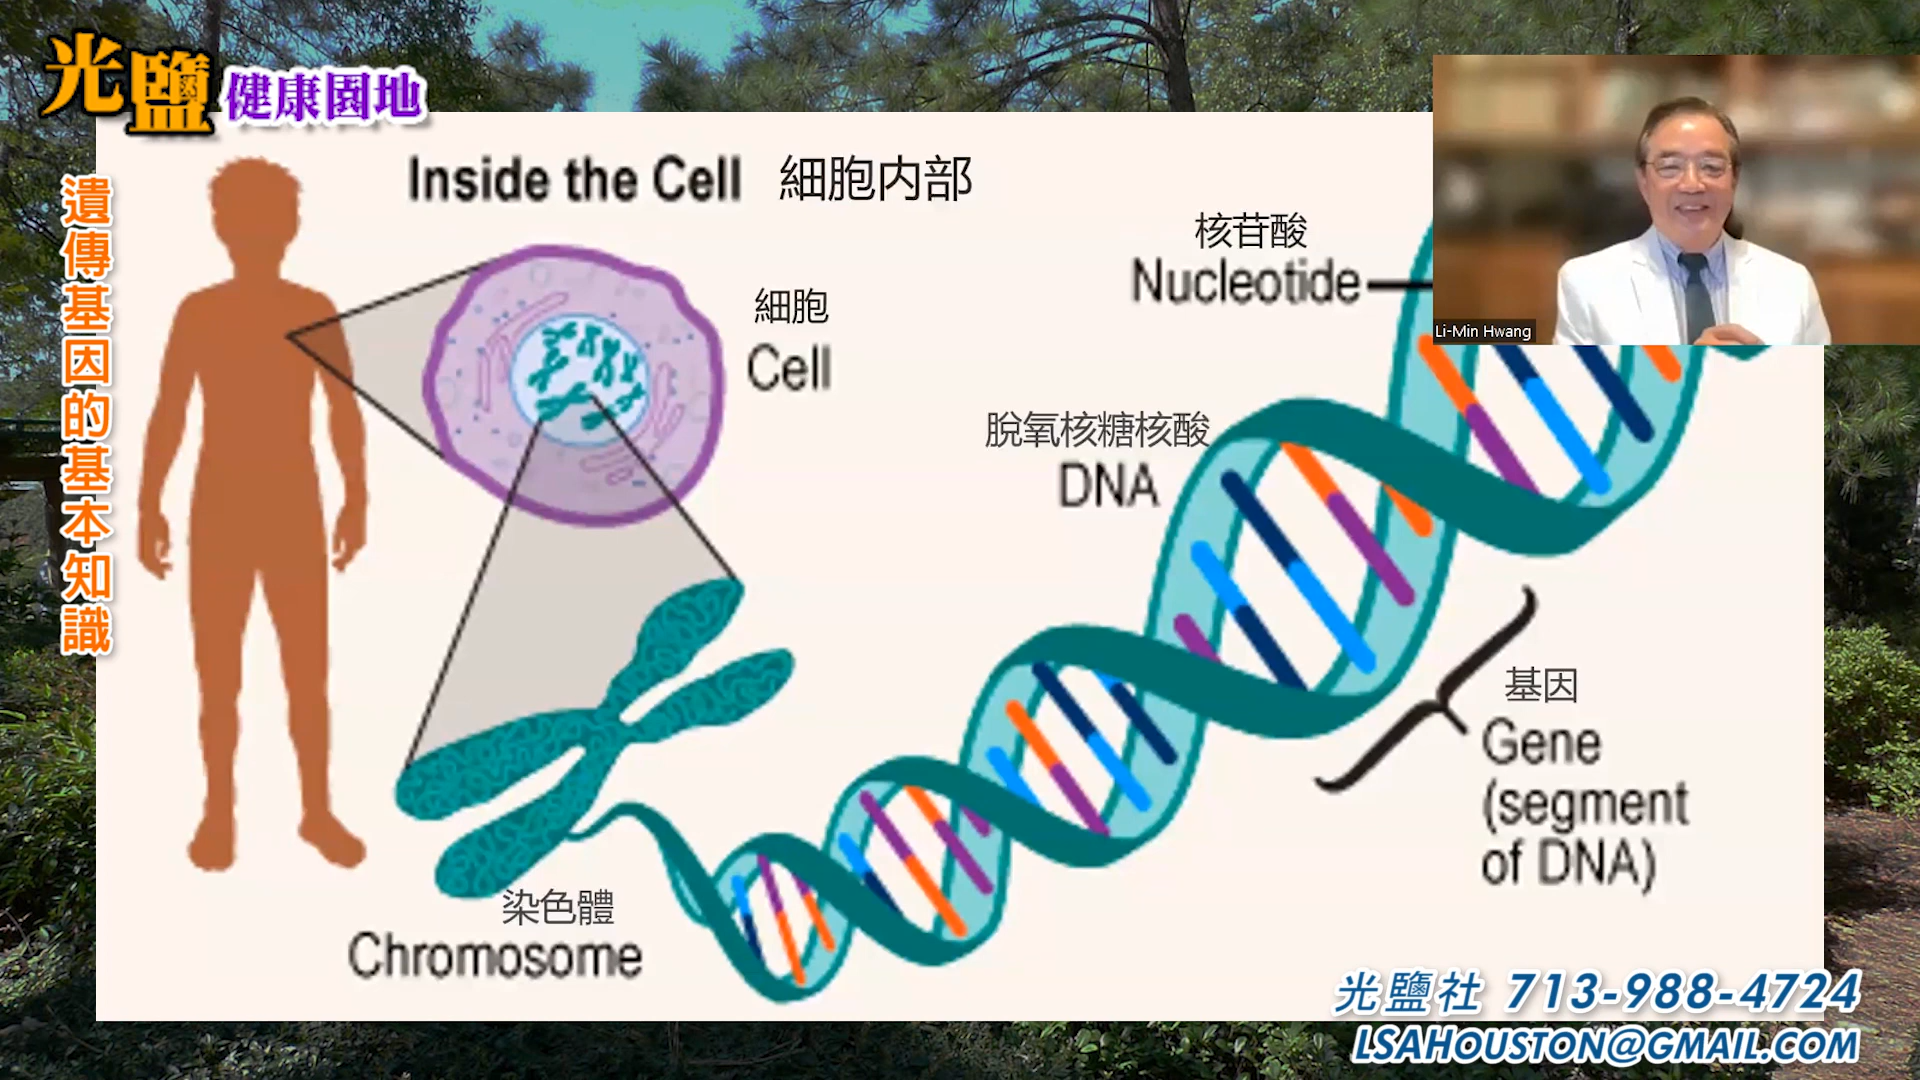 光鹽健康園地
遺傳基因的基本知識
Inside the Cell 細胞内部
細胞
Cell
核苷酸
Nucleotide
Li-Min Hwang
脫氧核糖核酸
DNA
基因
Gene
(segment
of DNA)
染色體
Chromosome
光鹽社 713-988-4724
LSAHOUSTON@GMAIL.COM